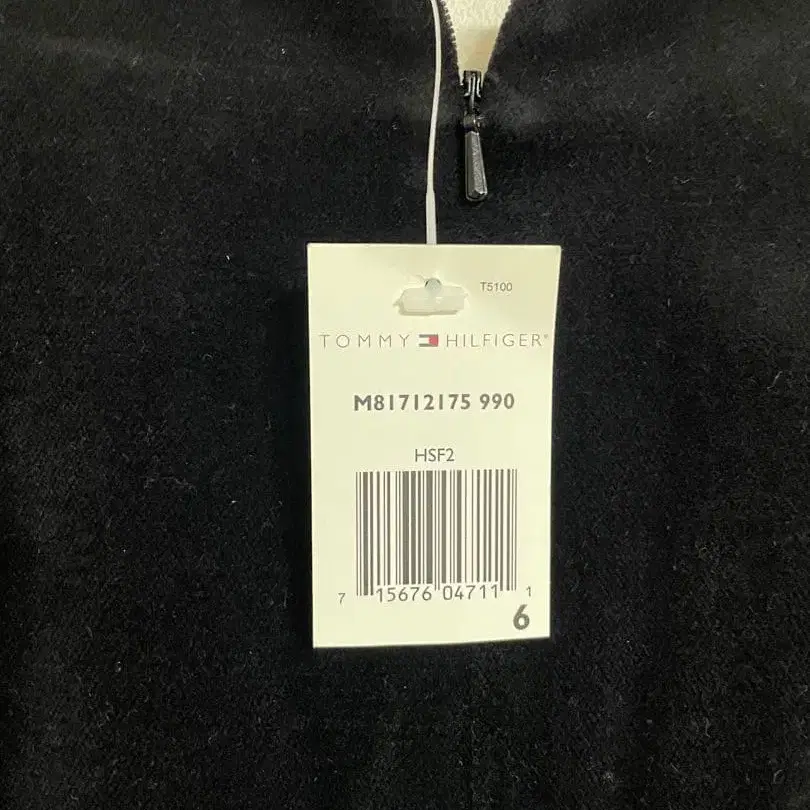 T5100
TOMMY HILFIGER®
M81712175 990
HSF2
7 15676 04711 1
6